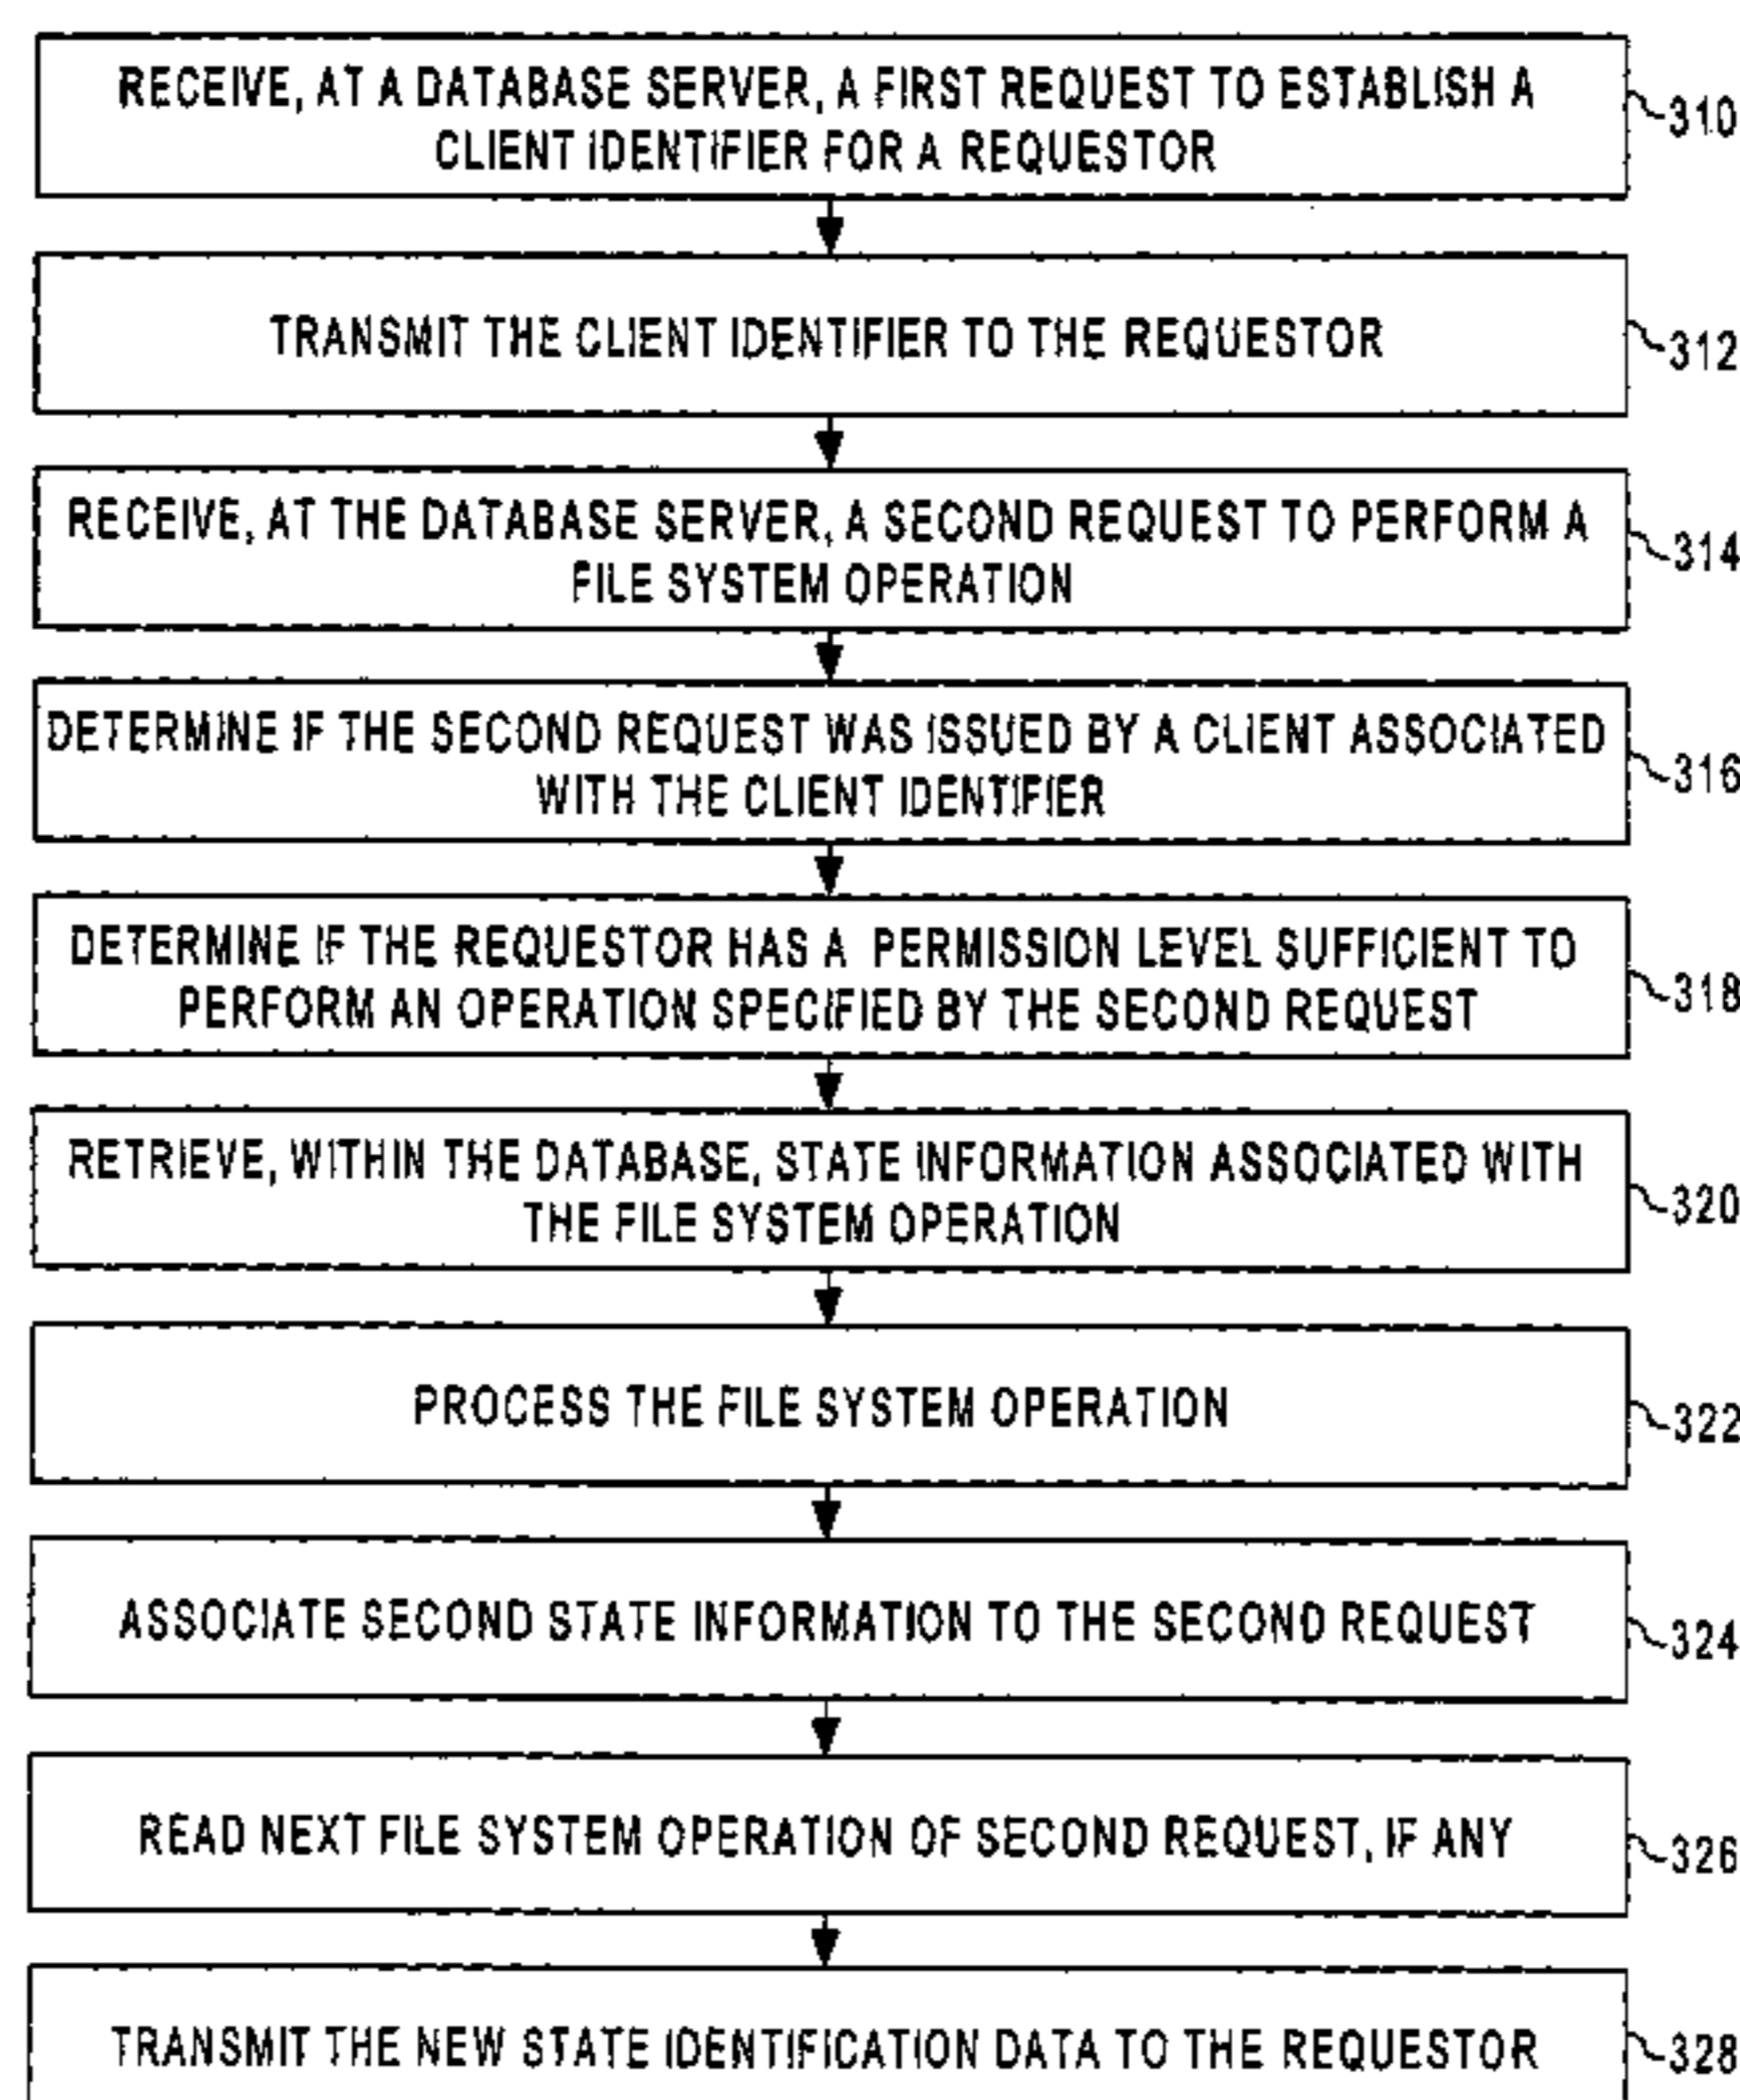 RECEIVE, AT A DATABASE SERVER, A FIRST REQUEST TO ESTABLISH A
CLIENT IDENTIFIER FOR A REQUESTOR
310
TRANSMIT THE CLIENT IDENTIFIER TO THE REQUESTOR
312
RECEIVE, AT THE DATABASE SERVER, A SECOND REQUEST TO PERFORM A
FILE SYSTEM OPERATION
314
DETERMINE IF THE SECOND REQUEST WAS ISSUED BY A CLIENT ASSOCIATED
WITH THE CLIENT IDENTIFIER
316
DETERMINE IF THE REQUESTOR HAS A PERMISSION LEVEL SUFFICIENT TO
PERFORM AN OPERATION SPECIFIED BY THE SECOND REQUEST
318
RETRIEVE, WITHIN THE DATABASE, STATE INFORMATION ASSOCIATED WITH
THE FILE SYSTEM OPERATION
320
PROCESS THE FILE SYSTEM OPERATION
322
ASSOCIATE SECOND STATE INFORMATION TO THE SECOND REQUEST
324
READ NEXT FILE SYSTEM OPERATION OF SECOND REQUEST, IF ANY
326
TRANSMIT THE NEW STATE IDENTIFICATION DATA TO THE REQUESTOR
328